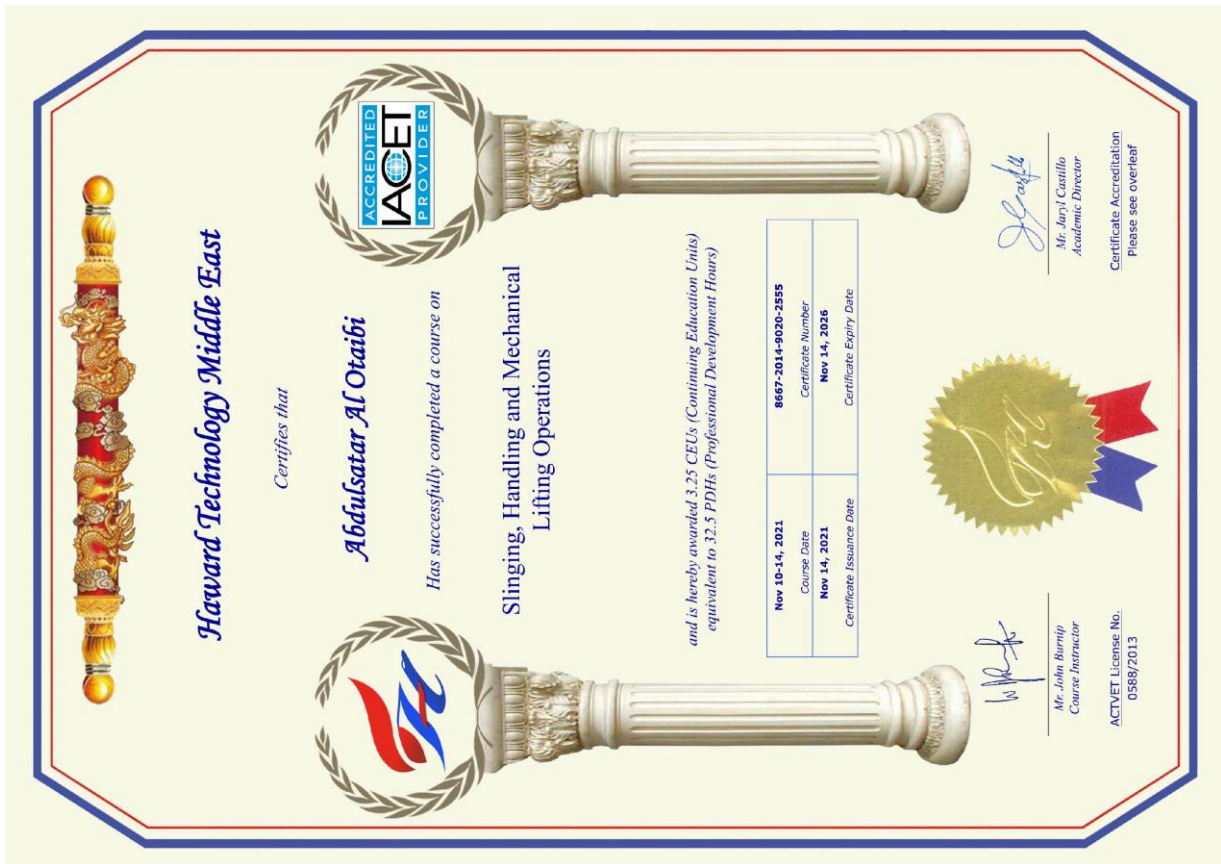 Haward Technology Middle East
Certifies that
Abdulsatar Al Otaibi
Has successfully completed a course on
Slinging, Handling and Mechanical
Lifting Operations
ACCREDITED
IACET
PROVIDER
and is hereby awarded 3.25 CEUs (Continuing Education Units)
equivalent to 32.5 PDHs (Professional Development Hours)
Nov 10-14, 2021
8667-2014-9020-2555
Course Date
Certificate Number
Nov 14, 2021
Nov 14, 2026
Certificate Issuance Date
Certificate Expiry Date
Mr. John Burnip
Course Instructor
Mr. Jaryl Castillo
Academic Director
ACTVET License No.
0588/2013
Certificate Accreditation
Please see overleaf